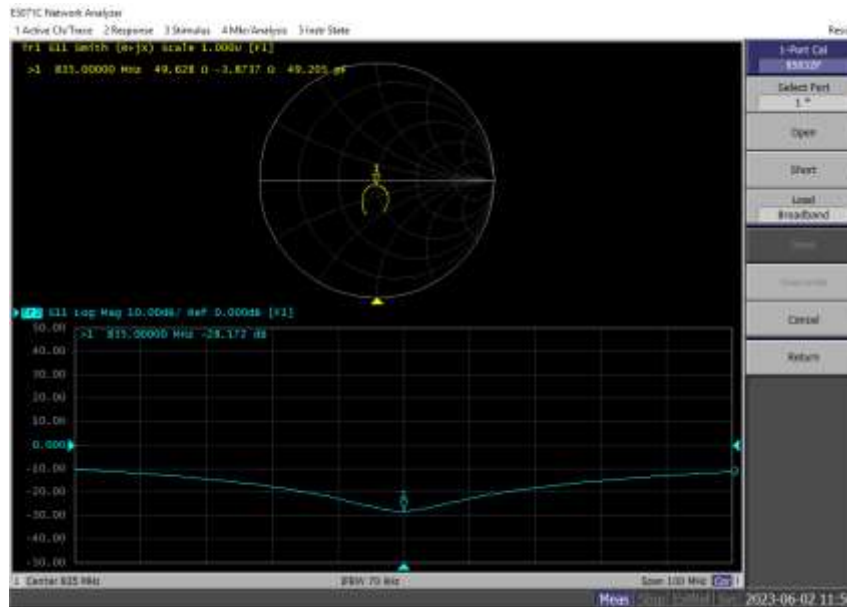 E5071C Network Analyzer
1 Active Ch/Trace 2 Response 3 Stimulus 4 Mkr/Analysis 5 Instr State
Tr1 S11 Smith (R+jX) Scale 1.000U [F1]
>1 835.00000 MHz 49.628 Ω -3.8737 Ω 49.205 pF
1-Port Cal
Select Port
1
Open
Short
Load
Broadband
Cancel
Return
S11 Log Mag 10.00dB/ Ref 0.000dB [F1]
>1 835.00000 MHz -28.172 dB
50.00
40.00
30.00
20.00
10.00
0.000
-10.00
-20.00
-30.00
-40.00
-50.00
1 Center 835 MHz
IFBW 70 kHz
Span 100 MHz
Meas
2023-06-02 11:5